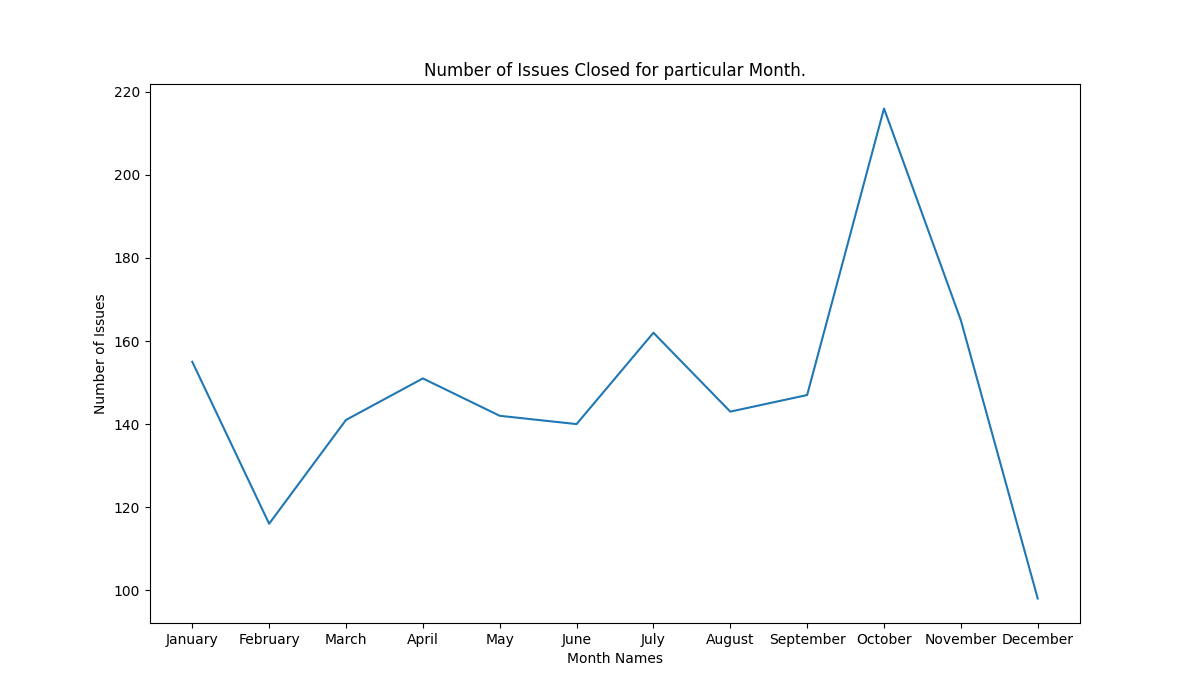 Number of Issues Closed for particular Month.
220
200
180
160
140
120
100
Number of Issues
January February March April May June July August September October November December
Month Names